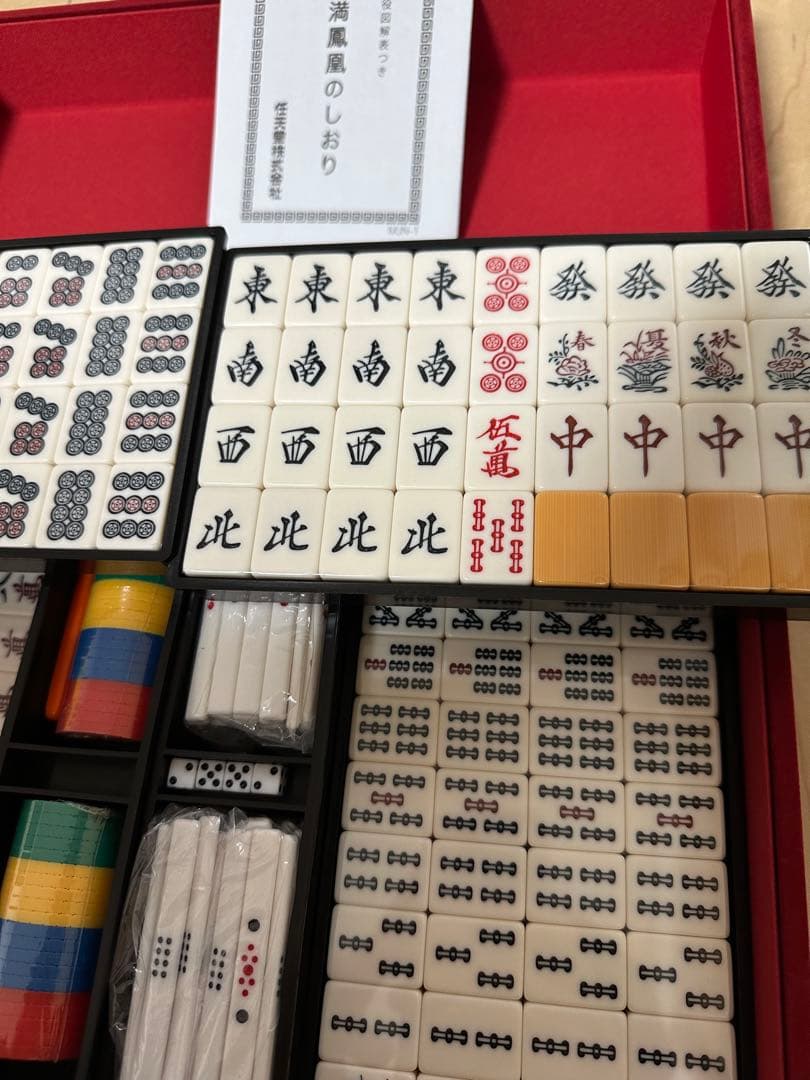 役図解表つき
満鳳凰のしおり
任天堂株式会社
MJN-1
東 東 東 東 發 發 發 發
南 南 南 南 春 夏 秋 冬
西 西 西 西 伍萬 中 中 中 中
北 北 北 北